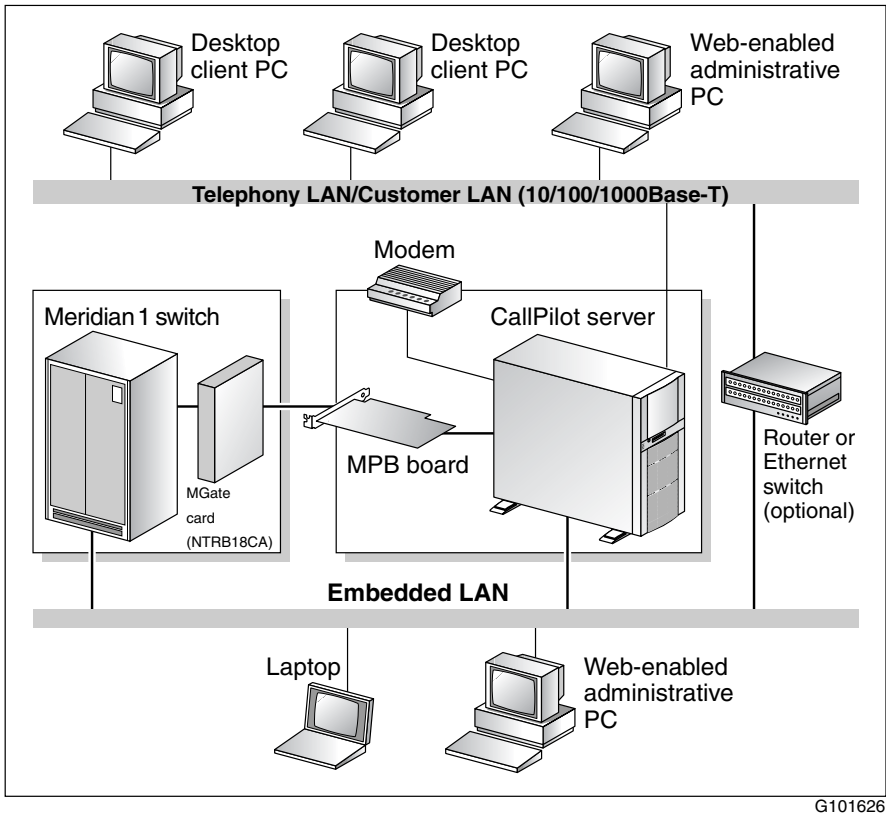 Desktop
client PC
Desktop
client PC
Web-enabled
administrative
PC
Telephony LAN/Customer LAN (10/100/1000Base-T)
Modem
Meridian 1 switch
CallPilot server
MPB board
MGate
card
(NTRB18CA)
Router or
Ethernet
switch
(optional)
Embedded LAN
Laptop
Web-enabled
administrative
PC
G101626